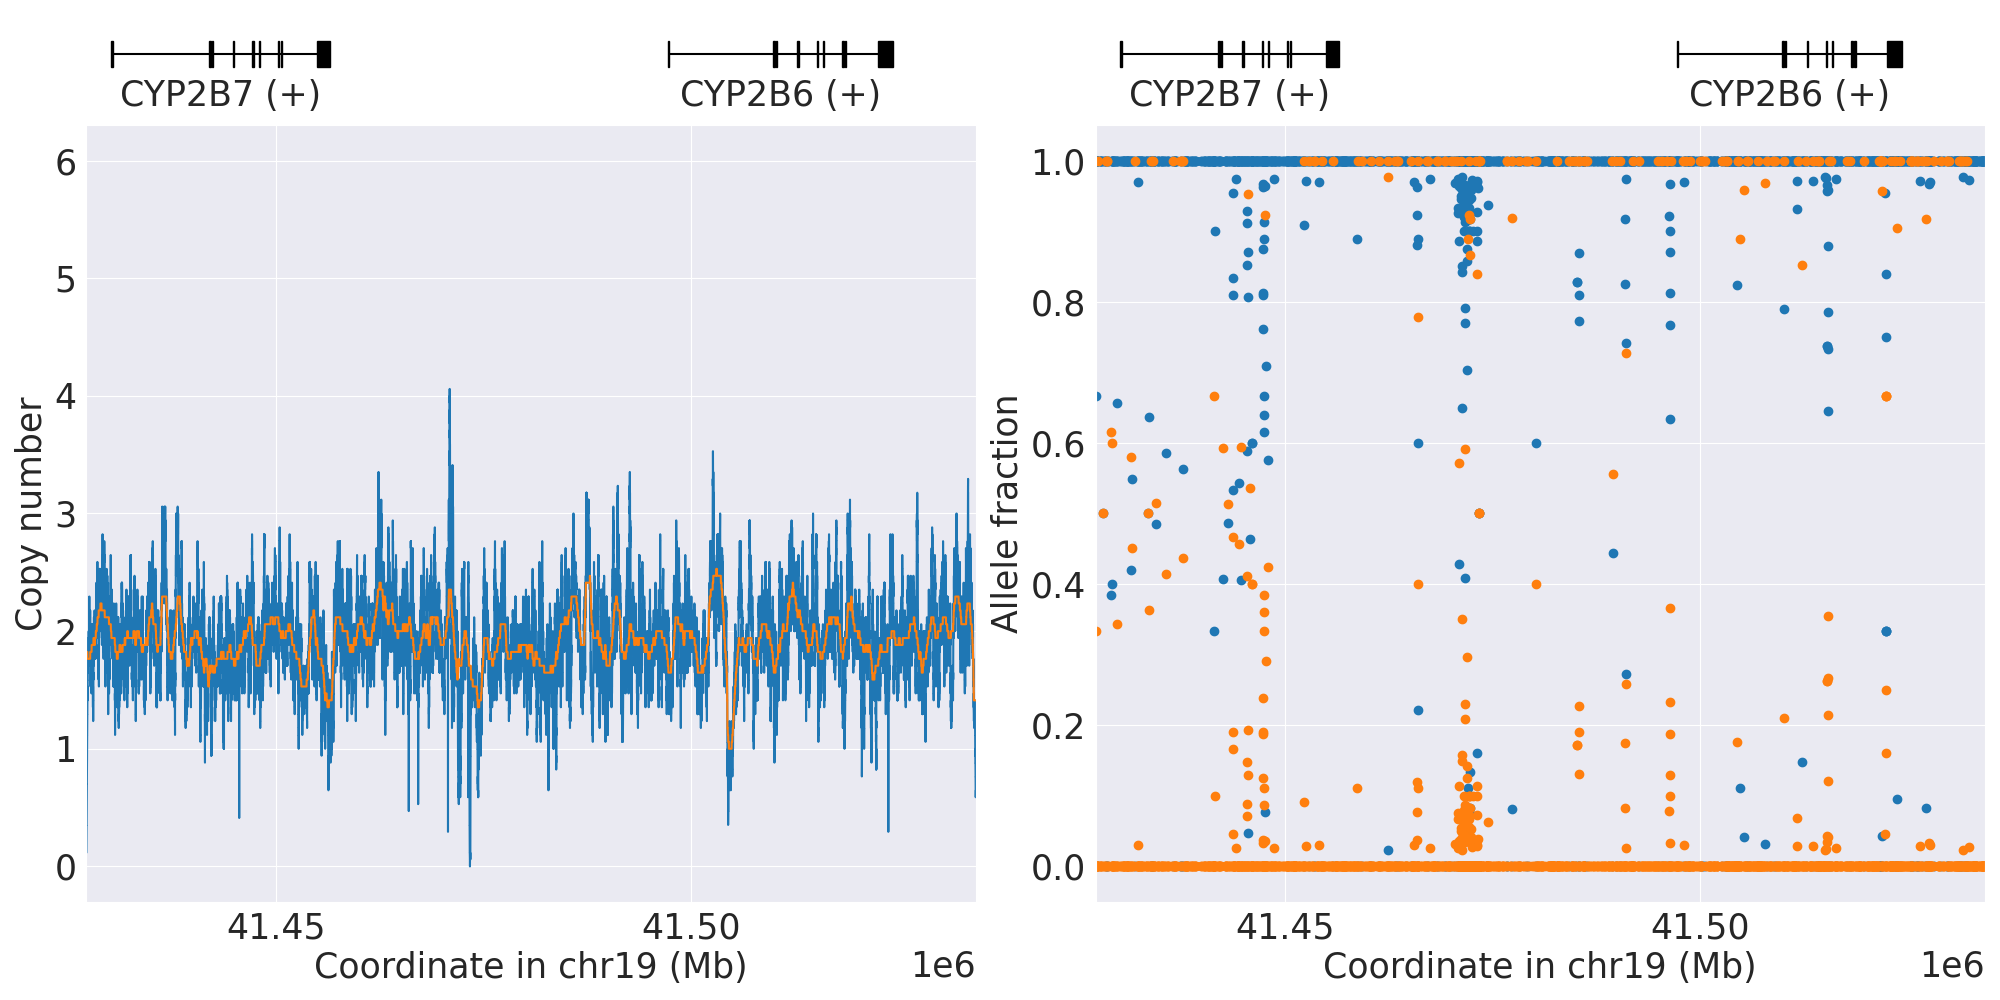 CYP2B7 (+)
CYP2B6 (+)
6
5
4
3
2
1
0
Copy number
41.45
41.50
Coordinate in chr19 (Mb)
1e6
CYP2B7 (+)
CYP2B6 (+)
1.0
0.8
0.6
0.4
0.2
0.0
Allele fraction
41.45
41.50
Coordinate in chr19 (Mb)
1e6